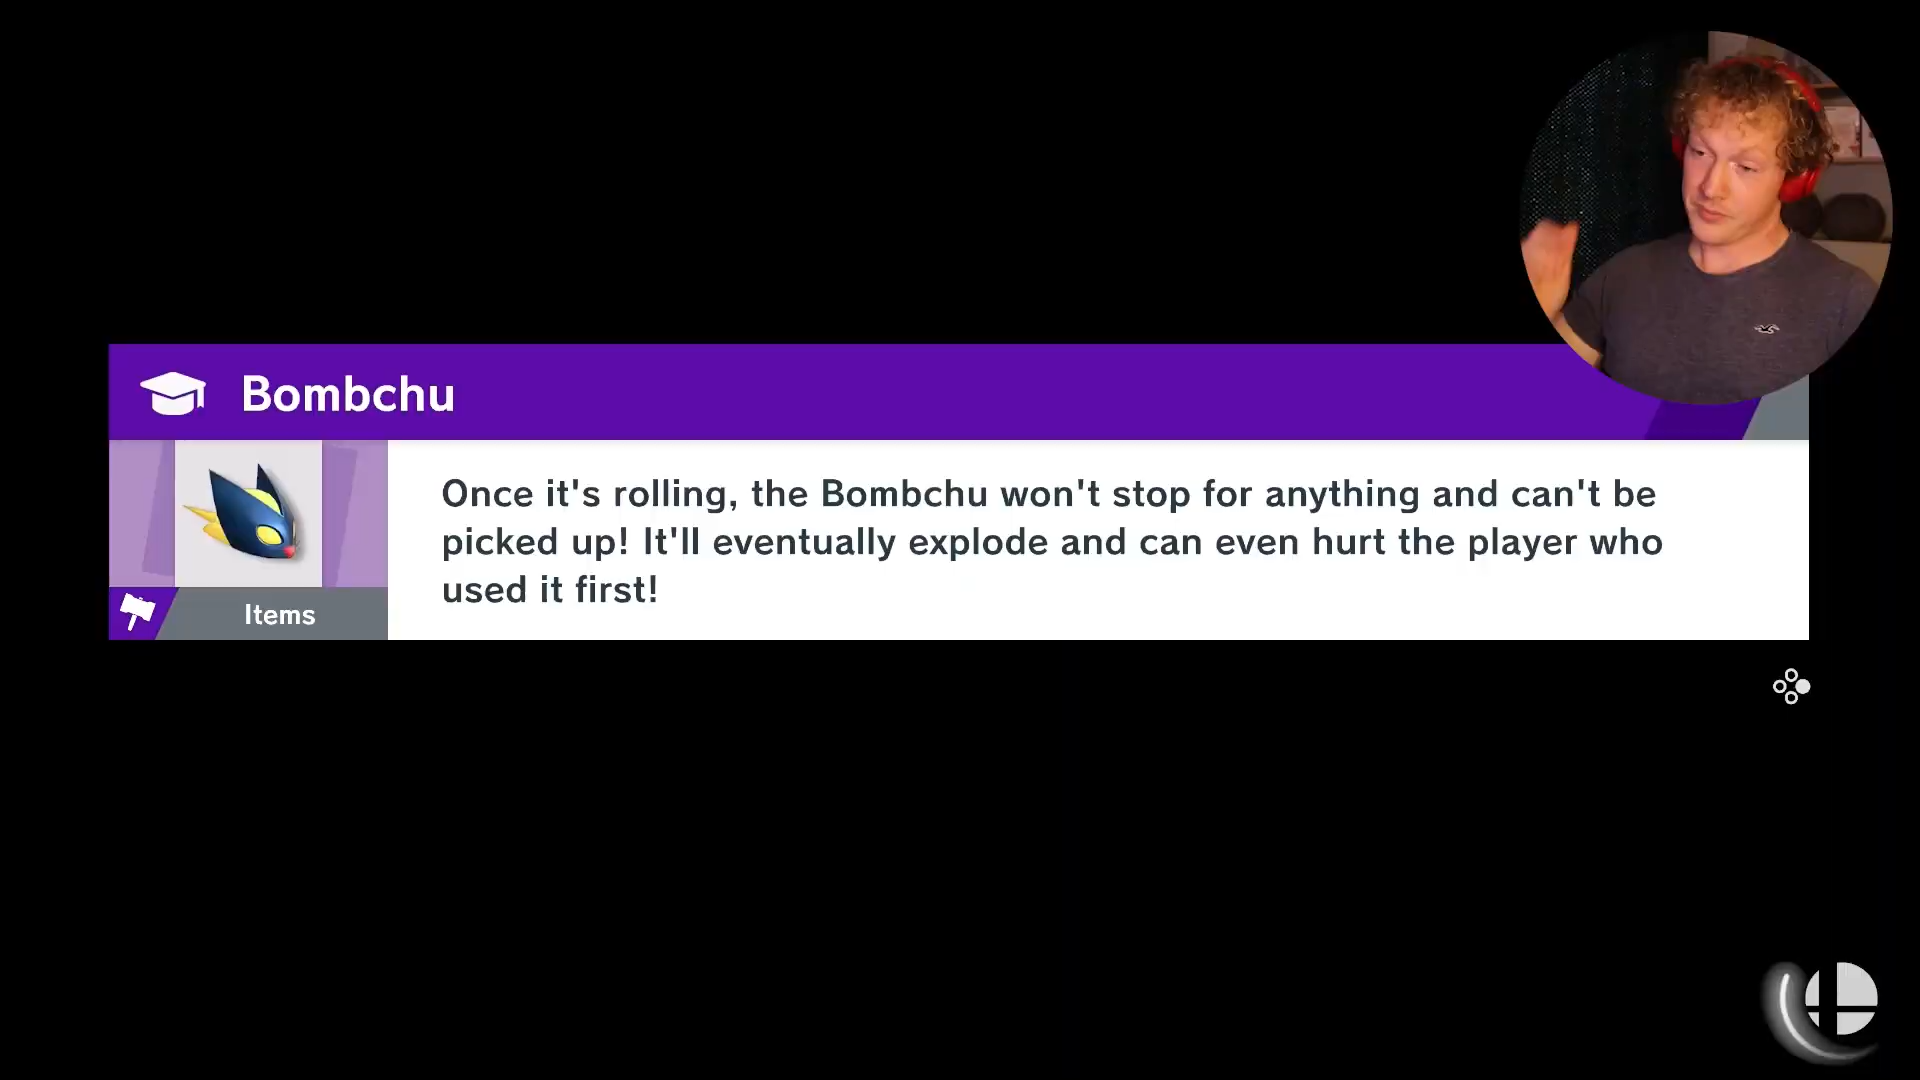 Bombchu
Once it's rolling, the Bombchu won't stop for anything and can't be
picked up! It'll eventually explode and can even hurt the player who
used it first!
Items